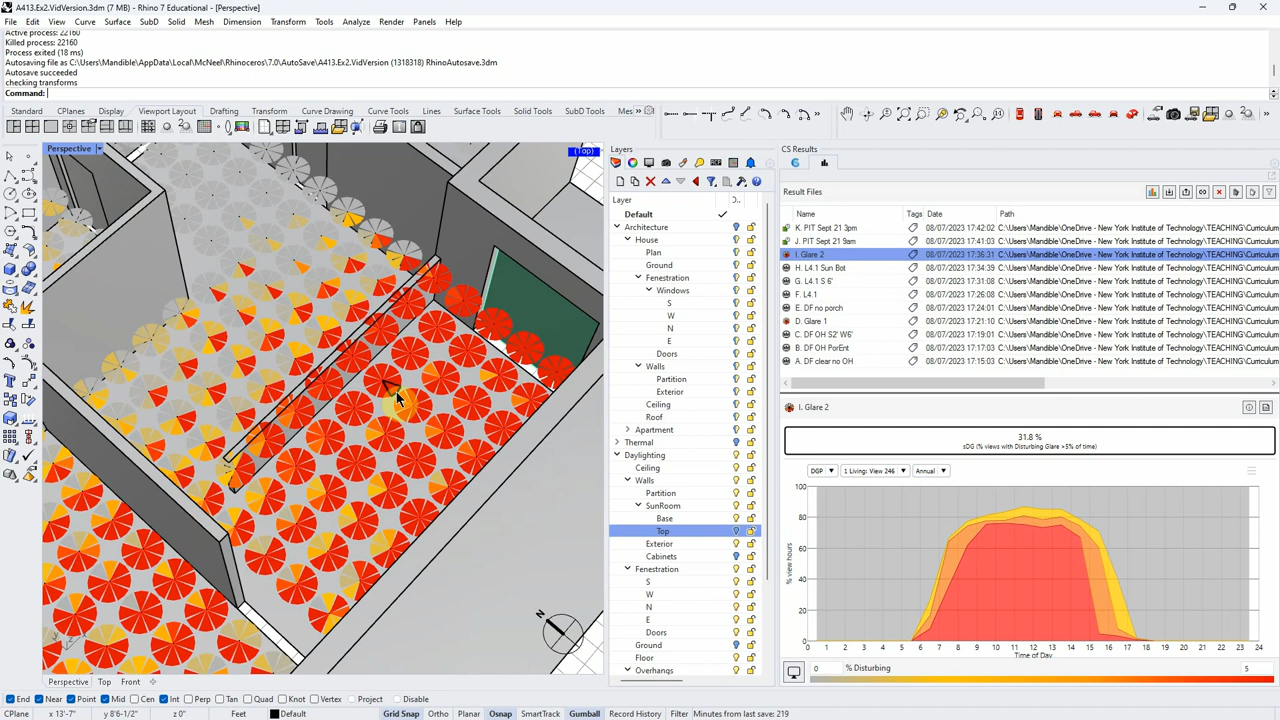 A413.Ex2.VidVersion.3dm (7 MB) - Rhino 7 Educational - [Perspective]
File Edit View Curve Surface SubD Solid Mesh Dimension Transform Tools Analyze Render Panels Help
Active process: 22160
Killed process: 22160
Process exited (18 ms)
Autosaving file as C:\Users\Mandible\AppData\Local\McNeel\Rhinoceros\7.0\AutoSave\A413.Ex2.VidVersion (1318318) RhinoAutosave.3dm
Autosave succeeded
checking transforms
Command:
Standard CPlanes Display Viewport Layout Drafting Transform Curve Drawing Curve Tools Lines Surface Tools Solid Tools SubD Tools Mes »
Perspective
(Top)
Layers
Layer
Default
Architecture
House
Plan
Ground
Fenestration
Windows
S
W
N
E
Doors
Walls
Partition
Exterior
Ceiling
Roof
Apartment
Thermal
Daylighting
Ceiling
Walls
Partition
SunRoom
Base
Top
Exterior
Cabinets
Fenestration
S
W
N
E
Doors
Ground
Floor
Overhangs
CS Results
Result Files
Name Tags Date Path
K. PIT Sept 21 3pm 08/07/2023 17:42:02 C:\Users\Mandible\OneDrive - New York Institute of Technology\TEACHING\Curriculum
J. PIT Sept 21 9am 08/07/2023 17:41:03 C:\Users\Mandible\OneDrive - New York Institute of Technology\TEACHING\Curriculum
I. Glare 2 08/07/2023 17:36:31 C:\Users\Mandible\OneDrive - New York Institute of Technology\TEACHING\Curriculum
H. L4.1 Sun Bot 08/07/2023 17:34:39 C:\Users\Mandible\OneDrive - New York Institute of Technology\TEACHING\Curriculum
G. L4.1 S 6' 08/07/2023 17:31:08 C:\Users\Mandible\OneDrive - New York Institute of Technology\TEACHING\Curriculum
F. L4.1 08/07/2023 17:26:08 C:\Users\Mandible\OneDrive - New York Institute of Technology\TEACHING\Curriculum
E. DF no porch 08/07/2023 17:24:01 C:\Users\Mandible\OneDrive - New York Institute of Technology\TEACHING\Curriculum
D. Glare 1 08/07/2023 17:21:09 C:\Users\Mandible\OneDrive - New York Institute of Technology\TEACHING\Curriculum
C. DF OH S2' W6' 08/07/2023 17:19:01 C:\Users\Mandible\OneDrive - New York Institute of Technology\TEACHING\Curriculum
B. DF OH PorEnt 08/07/2023 17:17:03 C:\Users\Mandible\OneDrive - New York Institute of Technology\TEACHING\Curriculum
A. DF clear no OH 08/07/2023 17:15:03 C:\Users\Mandible\OneDrive - New York Institute of Technology\TEACHING\Curriculum
I. Glare 2
31.8 %
sDG (% views with Disturbing Glare >5% of time)
DGP 1 Living: View 246 Annual
100
80
60
40
20
0
% view hours
0 1 2 3 4 5 6 7 8 9 10 11 12 13 14 15 16 17 18 19 20 21 22 23 24
Time of Day
0 % Disturbing 5
N
Perspective Top Front
End Near Point Mid Cen Int Perp Tan Quad Knot Vertex Project Disable
CPlane x 13'-7" y 8'6-1/2" z 0" Feet Default Grid Snap Ortho Planar Osnap SmartTrack Gumball Record History Filter Minutes from last save: 219